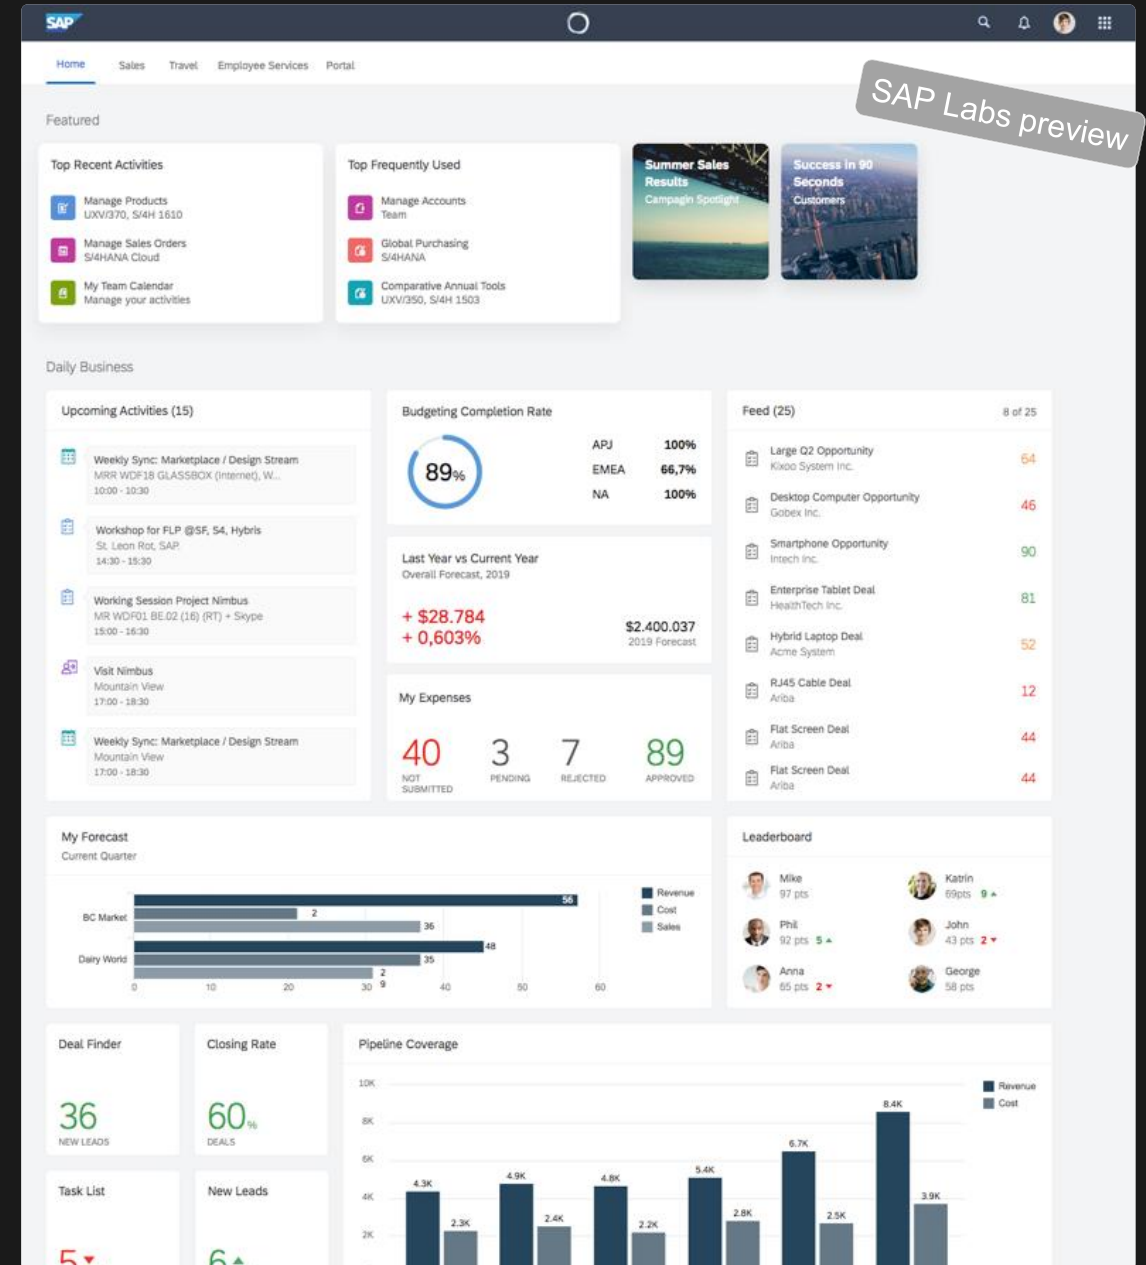 SAP
Home Sales Travel Employee Services Portal
SAP Labs preview
Featured
Top Recent Activities
Manage Products
UXV/370, S/4H 1610
Manage Sales Orders
S/4HANA Cloud
My Team Calendar
Manage your activities
Top Frequently Used
Manage Accounts
Team
Global Purchasing
S/4HANA
Comparative Annual Tools
UXV/350, S/4H 1503
Summer Sales
Results
Campagin Spotlight
Success in 90
Seconds
Customers
Daily Business
Upcoming Activities (15)
Weekly Sync: Marketplace / Design Stream
MRR WDF18 GLASSBOX (internet), W...
10:00 - 10:30
Workshop for FLP @SF, S4, Hybris
St. Leon Rot, SAP
14:30 - 15:30
Working Session Project Nimbus
MR WDF01 BE.02 (16) (RT) + Skype
15:00 - 16:30
Visit Nimbus
Mountain View
17:00 - 18:30
Weekly Sync: Marketplace / Design Stream
Mountain View
17:00 - 18:30
Budgeting Completion Rate
89%
APJ 100%
EMEA 66,7%
NA 100%
Last Year vs Current Year
Overall Forecast, 2019
+ $28.784
+ 0,603%
$2.400.037
2019 Forecast
My Expenses
40
NOT
SUBMITTED
3
PENDING
7
REJECTED
89
APPROVED
Feed (25) 8 of 25
Large Q2 Opportunity
Kixoo System Inc.
64
Desktop Computer Opportunity
Gobex Inc.
46
Smartphone Opportunity
Intech Inc.
90
Enterprise Tablet Deal
HealthTech Inc.
81
Hybrid Laptop Deal
Acme System
52
RJ45 Cable Deal
Ariba
12
Flat Screen Deal
Ariba
44
Flat Screen Deal
Ariba
44
My Forecast
Current Quarter
BC Market
56
2
36
Dairy World
48
35
2
9
0 10 20 30 40 50 60
Revenue
Cost
Sales
Leaderboard
Mike
97 pts
Katrin
69pts 9
Phil
92 pts 5
John
43 pts 2
Anna
65 pts 2
George
58 pts
Deal Finder
36
NEW LEADS
Closing Rate
60%
DEALS
Task List
5
New Leads
6
Pipeline Coverage
10K
8K
6K
4K
2K
4.3K
2.3K
4.9K
2.4K
4.8K
2.2K
5.4K
2.8K
6.7K
2.5K
8.4K
3.9K
Revenue
Cost